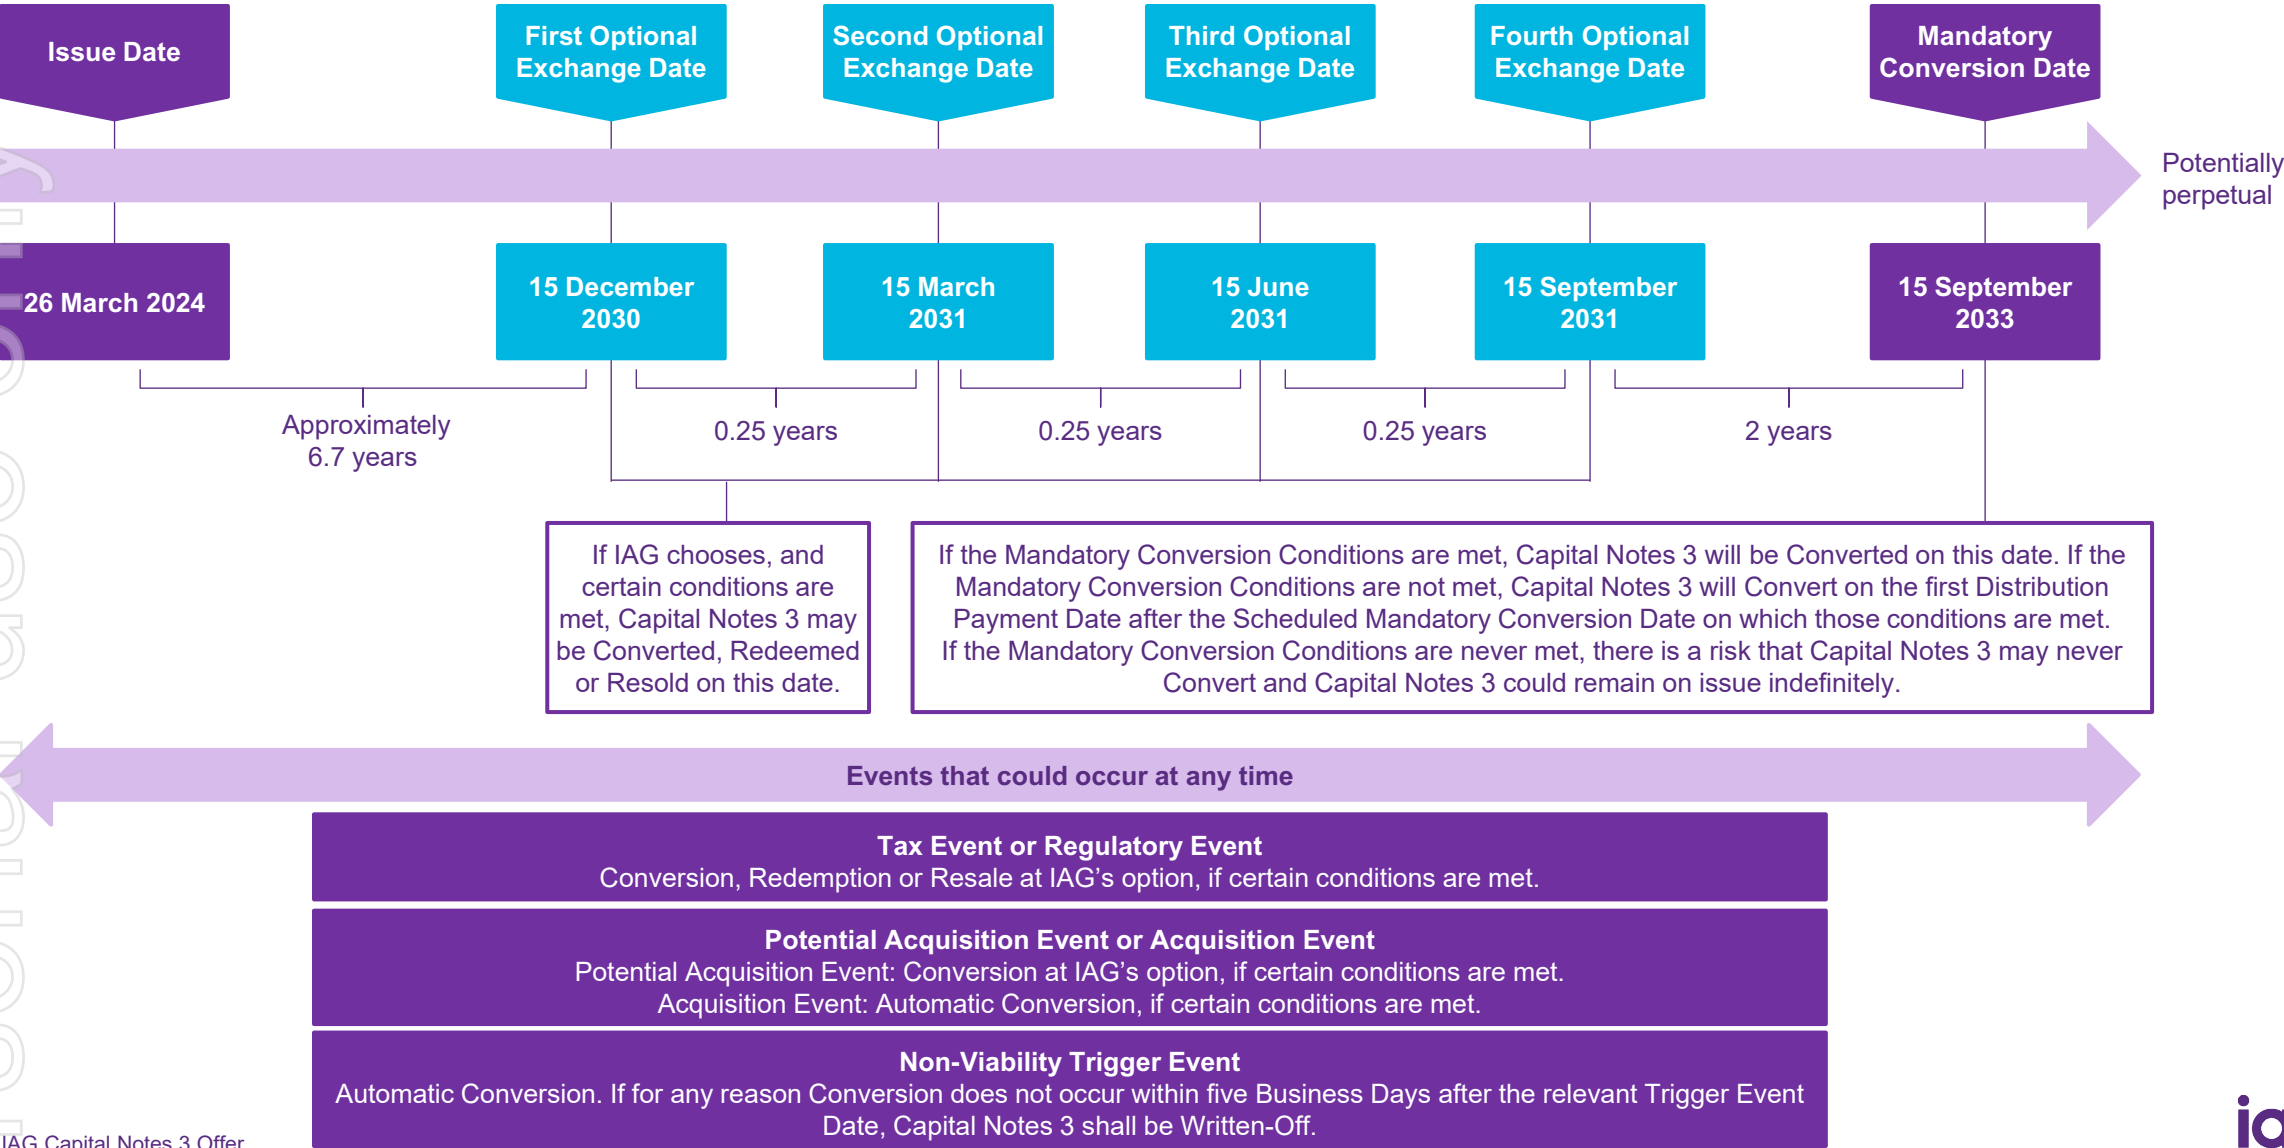 Issue Date
First Optional
Exchange Date
Second Optional
Exchange Date
Third Optional
Exchange Date
Fourth Optional
Exchange Date
Mandatory
Conversion Date
Potentially
perpetual
26 March 2024
15 December
2030
15 March
2031
15 June
2031
15 September
2031
15 September
2033
Approximately
6.7 years
0.25 years
0.25 years
0.25 years
2 years
If IAG chooses, and
certain conditions are
met, Capital Notes 3 may
be Converted, Redeemed
or Resold on this date.
If the Mandatory Conversion Conditions are met, Capital Notes 3 will be Converted on this date. If the
Mandatory Conversion Conditions are not met, Capital Notes 3 will Convert on the first Distribution
Payment Date after the Scheduled Mandatory Conversion Date on which those conditions are met.
If the Mandatory Conversion Conditions are never met, there is a risk that Capital Notes 3 may never
Convert and Capital Notes 3 could remain on issue indefinitely.
Events that could occur at any time
Tax Event or Regulatory Event
Conversion, Redemption or Resale at IAG’s option, if certain conditions are met.
Potential Acquisition Event or Acquisition Event
Potential Acquisition Event: Conversion at IAG’s option, if certain conditions are met.
Acquisition Event: Automatic Conversion, if certain conditions are met.
Non-Viability Trigger Event
Automatic Conversion. If for any reason Conversion does not occur within five Business Days after the relevant Trigger Event
Date, Capital Notes 3 shall be Written-Off.
IAG Capital Notes 3 Offer